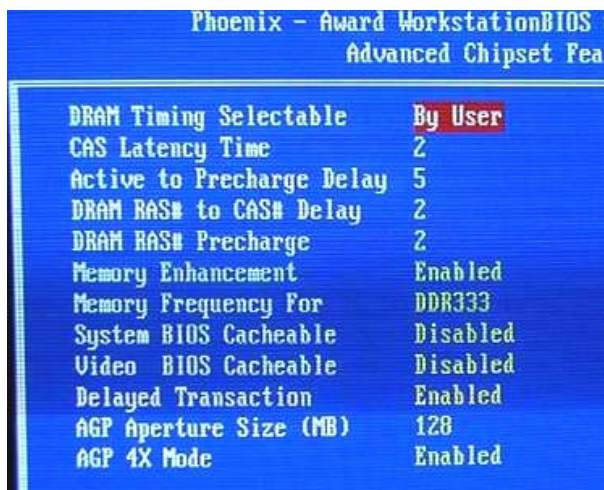 Phoenix - Award WorkstationBIOS
Advanced Chipset Fea
DRAM Timing Selectable By User
CAS Latency Time 2
Active to Precharge Delay 5
DRAM RAS# to CAS# Delay 2
DRAM RAS# Precharge 2
Memory Enhancement Enabled
Memory Frequency For DDR333
System BIOS Cacheable Disabled
Video BIOS Cacheable Disabled
Delayed Transaction Enabled
AGP Aperture Size (MB) 128
AGP 4X Mode Enabled